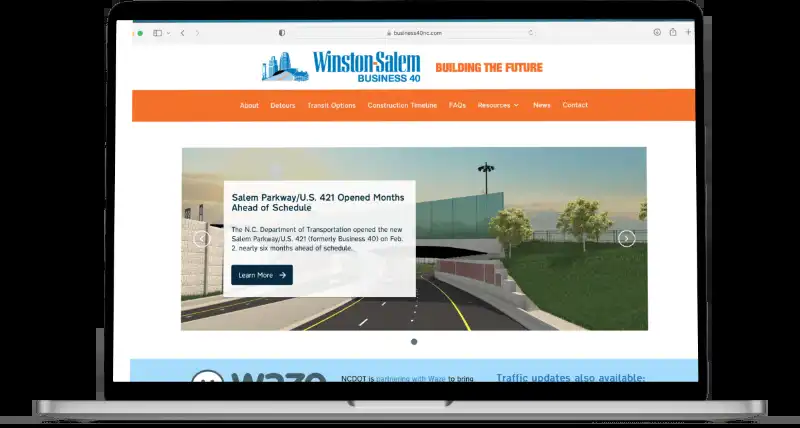 business40nc.com
Winston-Salem
BUSINESS 40
BUILDING THE FUTURE
About Detours Transit Options Construction Timeline FAQs Resources News Contact
Salem Parkway/U.S. 421 Opened Months
Ahead of Schedule
The N.C. Department of Transportation opened the new
Salem Parkway/U.S. 421 (formerly Business 40) on Feb.
2, nearly six months ahead of schedule.
Learn More
waze
NCDOT is partnering with Waze to bring
Traffic updates also available: